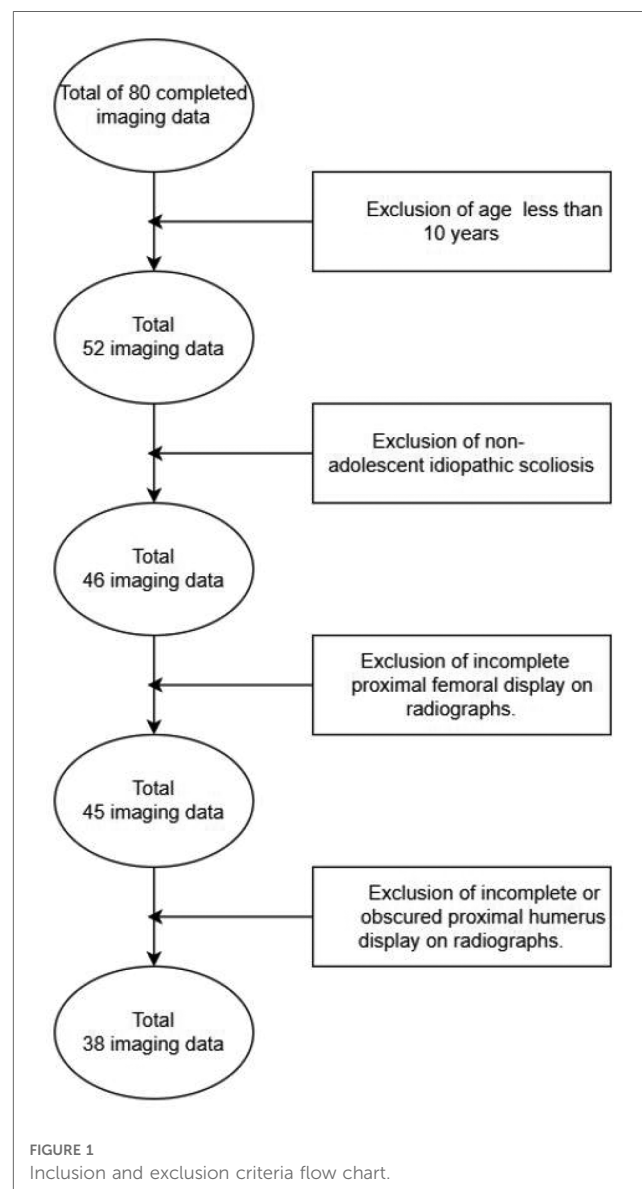 Total of 80 completed
imaging data
Exclusion of age less than
10 years
Total
52 imaging data
Exclusion of non-
adolescent idiopathic scoliosis
Total
46 imaging data
Exclusion of incomplete
proximal femoral display on
radiographs.
Total
45 imaging data
Exclusion of incomplete or
obscured proximal humerus
display on radiographs.
Total
38 imaging data
FIGURE 1
Inclusion and exclusion criteria flow chart.